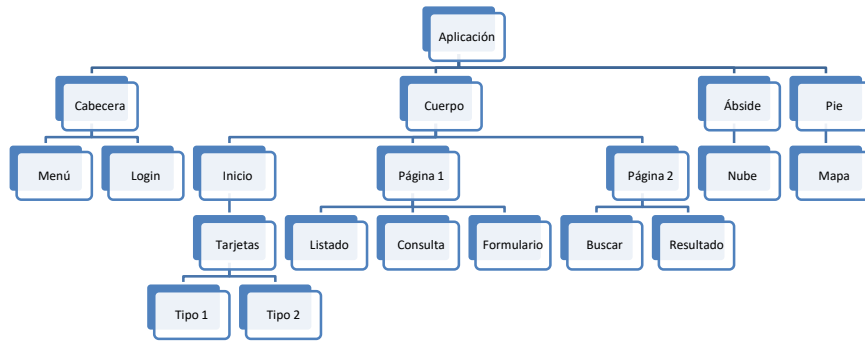 Aplicación
Cabecera
Cuerpo
Ábside
Pie
Menú
Login
Inicio
Página 1
Página 2
Nube
Mapa
Tarjetas
Listado
Consulta
Formulario
Buscar
Resultado
Tipo 1
Tipo 2